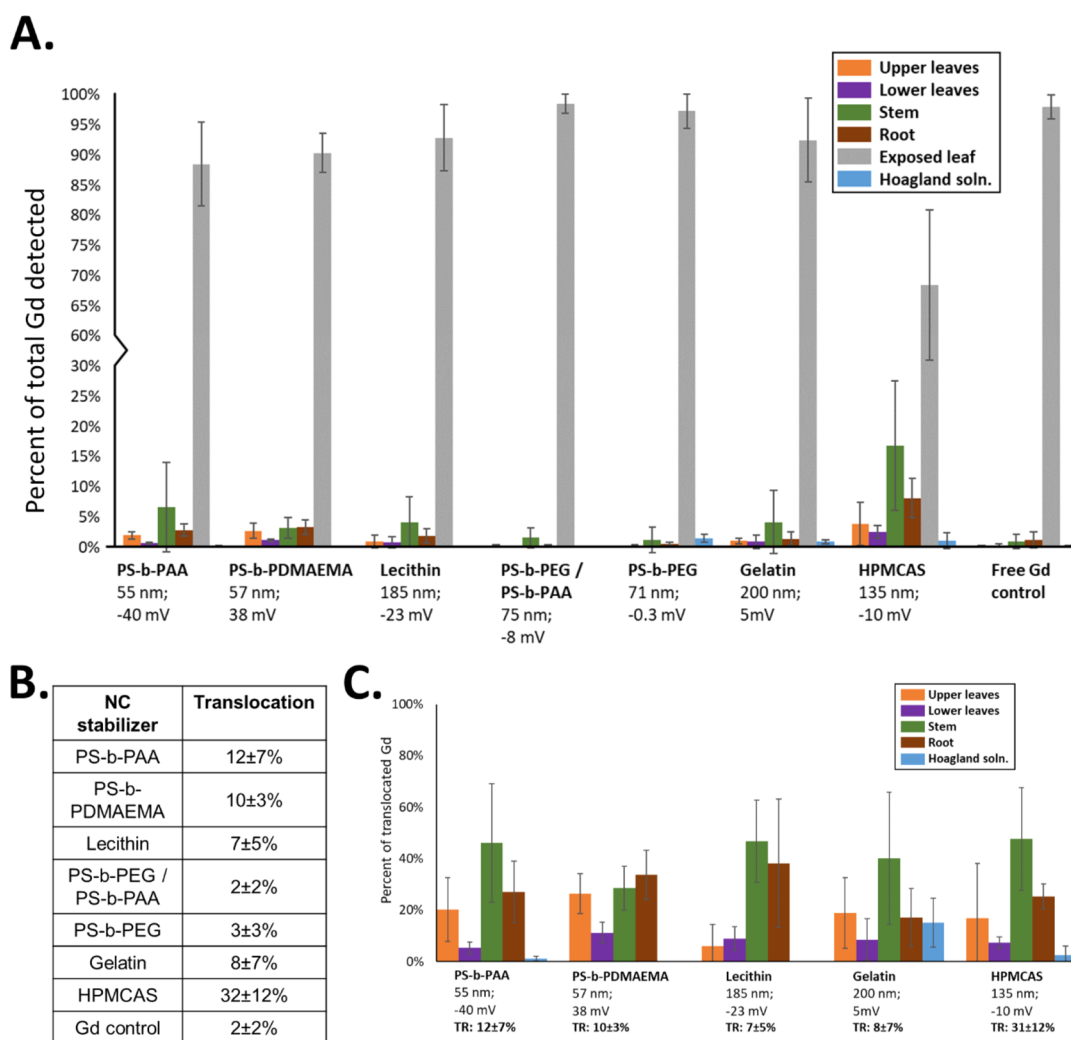 A.
Upper leaves
Lower leaves
Stem
Root
Exposed leaf
Hoagland soln.
Percent of total Gd detected
100%
95%
90%
85%
80%
75%
70%
65%
60%
30%
25%
20%
15%
10%
5%
0%
PS-b-PAA
55 nm;
-40 mV
PS-b-PDMAEMA
57 nm;
38 mV
Lecithin
185 nm;
-23 mV
PS-b-PEG /
PS-b-PAA
75 nm;
-8 mV
PS-b-PEG
71 nm;
-0.3 mV
Gelatin
200 nm;
5mV
HPMCAS
135 nm;
-10 mV
Free Gd
control
B.
NC
stabilizer
Translocation
PS-b-PAA
12±7%
PS-b-
PDMAEMA
10±3%
Lecithin
7±5%
PS-b-PEG /
PS-b-PAA
2±2%
PS-b-PEG
3±3%
Gelatin
8±7%
HPMCAS
32±12%
Gd control
2±2%
C.
Upper leaves
Lower leaves
Stem
Root
Hoagland soln.
Percent of translocated Gd
100%
80%
60%
40%
20%
0%
PS-b-PAA
55 nm;
-40 mV
TR: 12±7%
PS-b-PDMAEMA
57 nm;
38 mV
TR: 10±3%
Lecithin
185 nm;
-23 mV
TR: 7±5%
Gelatin
200 nm;
5mV
TR: 8±7%
HPMCAS
135 nm;
-10 mV
TR: 31±12%